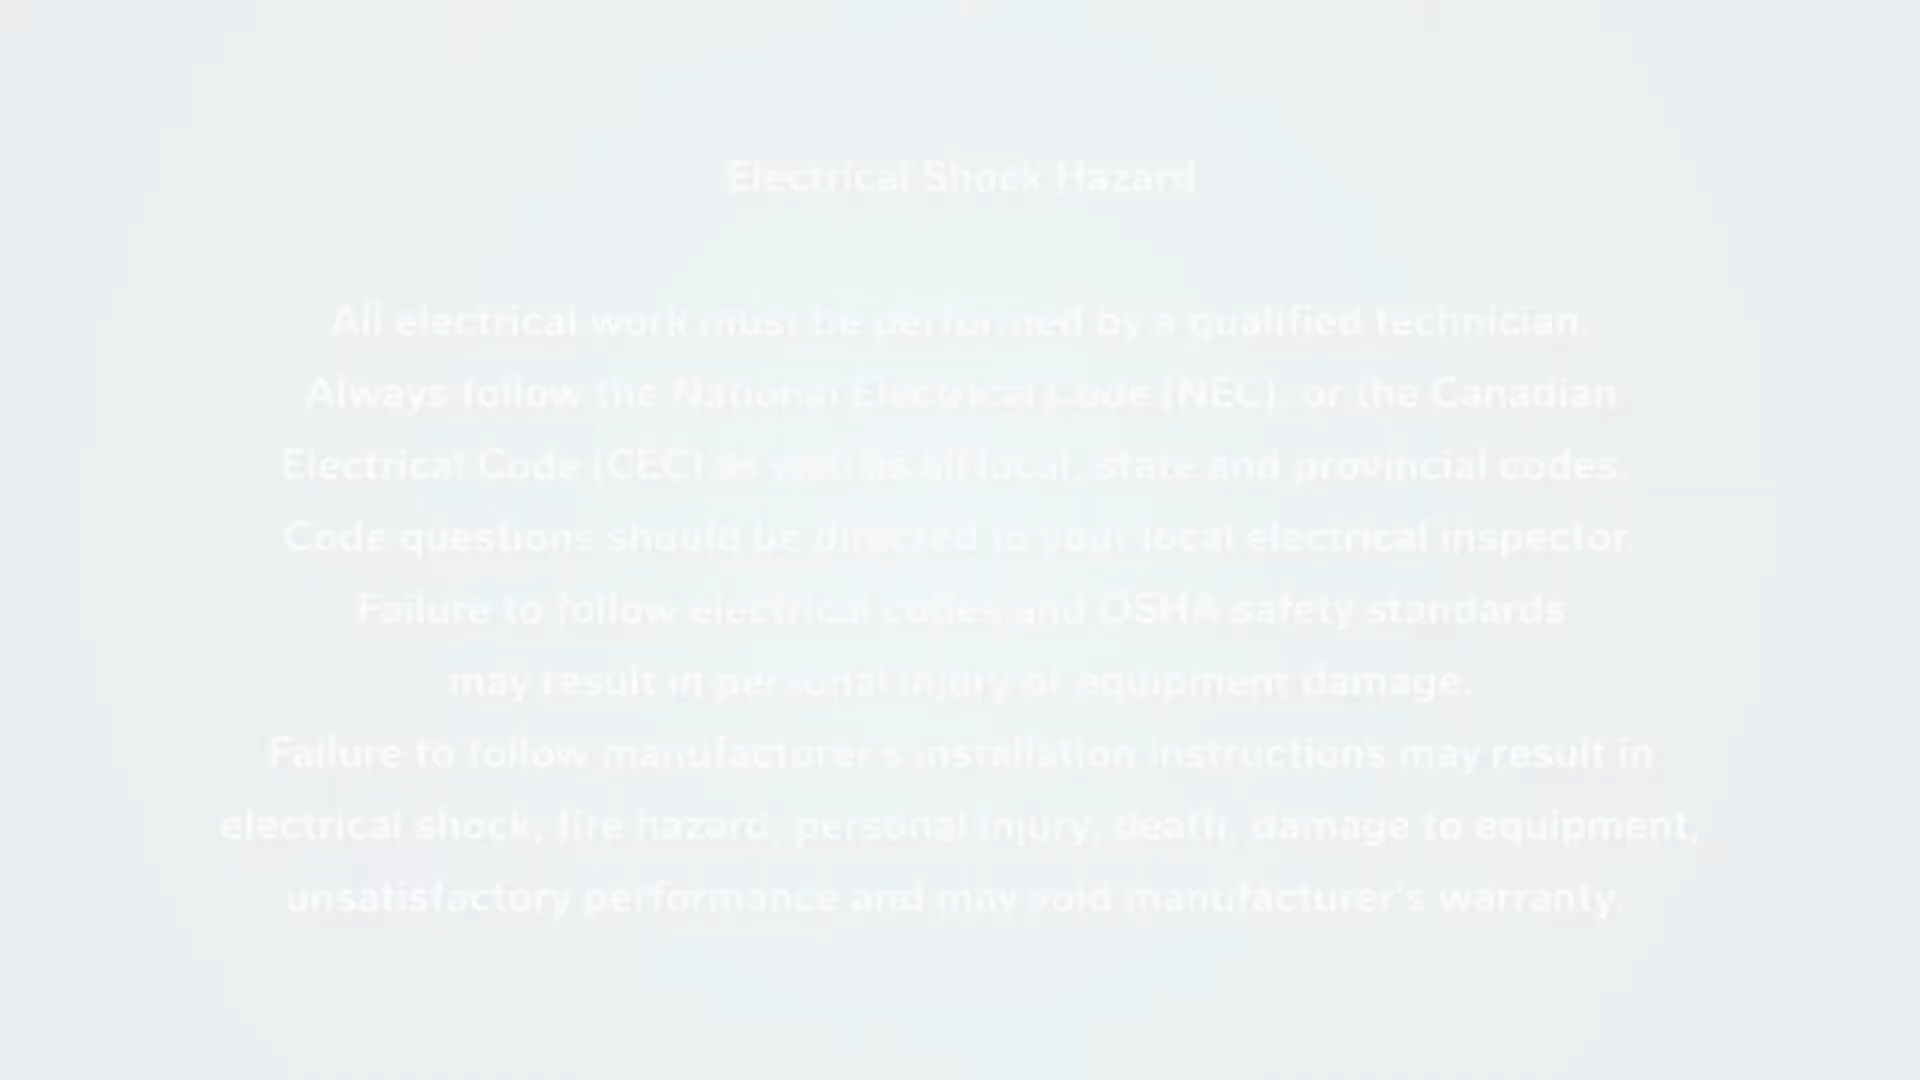 Electrical Shock Hazard
All electrical work must be performed by a qualified technician.
Always follow the National Electrical Code (NEC), or the Canadian
Electrical Code (CEC) as well as all local, state and provincial codes.
Code questions should be directed to your local electrical inspector.
Failure to follow electrical codes and OSHA safety standards
may result in personal injury or equipment damage.
Failure to follow manufacturer's installation instructions may result in
electrical shock, fire hazard, personal injury, death, damage to equipment,
unsatisfactory performance and may void manufacturer's warranty.